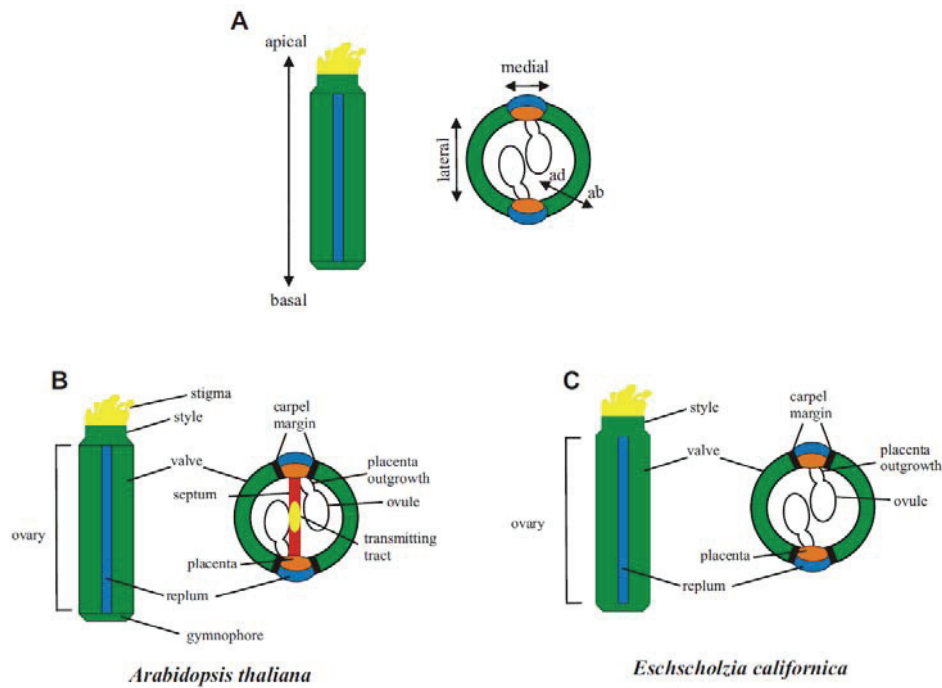 A
apical
basal
medial
lateral
ad
ab
B
stigma
style
valve
ovary
replum
gymnophore
carpel
margin
septum
placenta
outgrowth
ovule
transmitting
tract
placenta
Arabidopsis thaliana
C
style
valve
ovary
replum
carpel
margin
placenta
outgrowth
ovule
placenta
Eschscholzia californica